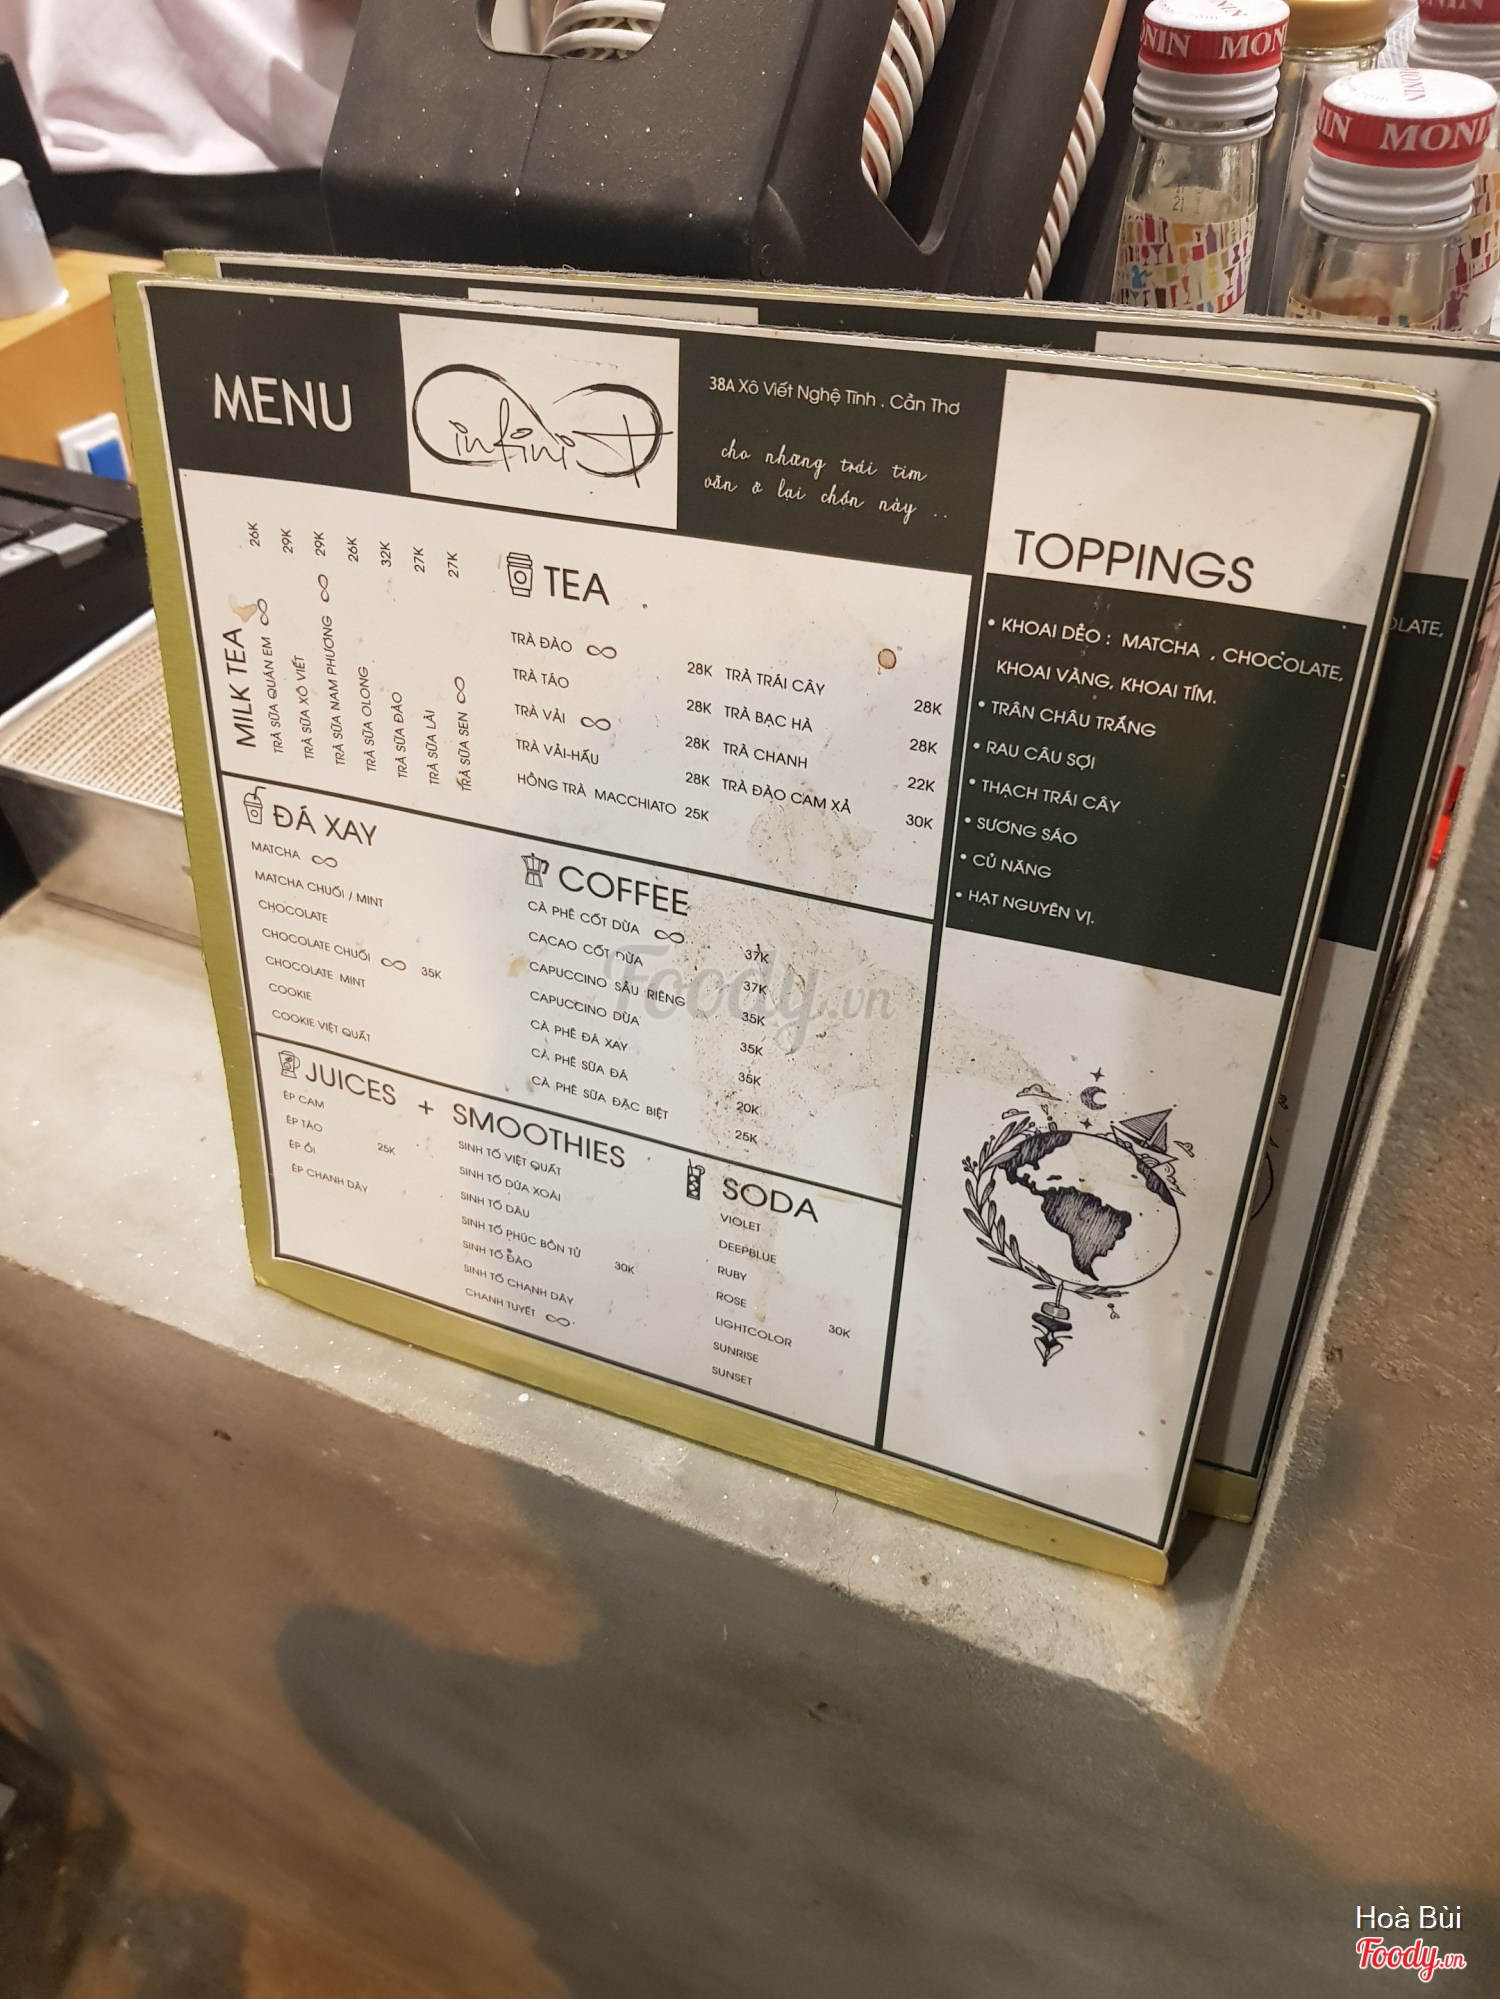 MENU
infiniT
38A Xô Viết Nghệ Tĩnh . Cần Thơ
cho những trái tim
vẫn ở lại chốn này ..
MILK TEA
TRÀ SỮA QUÁN EM 26K
TRÀ SỮA XÔ VIẾT 29K
TRÀ SỮA NAM PHƯƠNG 29K
TRÀ SỮA OLONG 26K
TRÀ SỮA ĐÀO 32K
TRÀ SỮA LÀI 27K
TRÀ SỮA SEN 27K
TEA
TRÀ ĐÀO 28K
TRÀ TÁO 28K
TRÀ VẢI 28K
TRÀ VẢI-HẤU 28K
HỒNG TRÀ MACCHIATO 25K
TRÀ TRÁI CÂY 28K
TRÀ BẠC HÀ 28K
TRÀ CHANH 22K
TRÀ ĐÀO CAM XẢ 30K
TOPPINGS
• KHOAI DẺO : MATCHA , CHOCOLATE,
KHOAI VÀNG, KHOAI TÍM.
• TRÂN CHÂU TRẮNG
• RAU CÂU SỢI
• THẠCH TRÁI CÂY
• SƯƠNG SÁO
• CỦ NĂNG
• HẠT NGUYÊN VỊ.
ĐÁ XAY
MATCHA
MATCHA CHUỐI / MINT
CHOCOLATE
CHOCOLATE CHUỐI 35K
CHOCOLATE MINT
COOKIE
COOKIE VIỆT QUẤT
COFFEE
CÀ PHÊ CỐT DỪA 37K
CACAO CỐT DỪA 37K
CAPUCCINO SẦU RIÊNG 35K
CAPUCCINO DỪA 35K
CÀ PHÊ ĐÁ XAY 35K
CÀ PHÊ SỮA ĐÁ 20K
CÀ PHÊ SỮA ĐẶC BIỆT 25K
JUICES + SMOOTHIES
ÉP CAM
ÉP TÁO
ÉP ỔI 25K
ÉP CHANH DÂY
SINH TỐ VIỆT QUẤT
SINH TỐ DỪA XOÀI
SINH TỐ DÂU
SINH TỐ PHÚC BỒN TỬ
SINH TỐ ĐÀO 30K
SINH TỐ CHANH DÂY
CHANH TUYẾT
SODA
VIOLET
DEEPBLUE
RUBY
ROSE
LIGHTCOLOR 30K
SUNRISE
SUNSET
OLATE,
MONIN
MONIN
Foody.vn
Hoà Bùi
Foody.vn